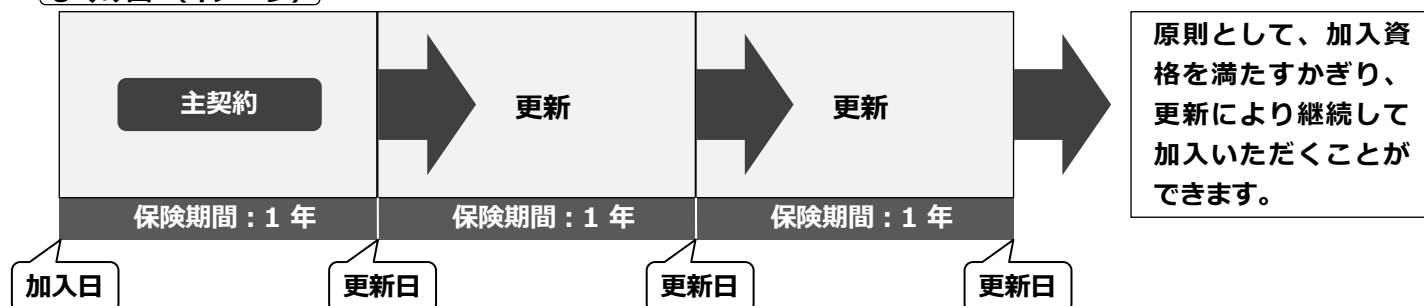 主契約
更新
更新
保険期間：1 年
保険期間：1 年
保険期間：1 年
加入日
更新日
更新日
更新日
原則として、加入資
格を満たすかぎり、
更新により継続して
加入いただくことが
できます。